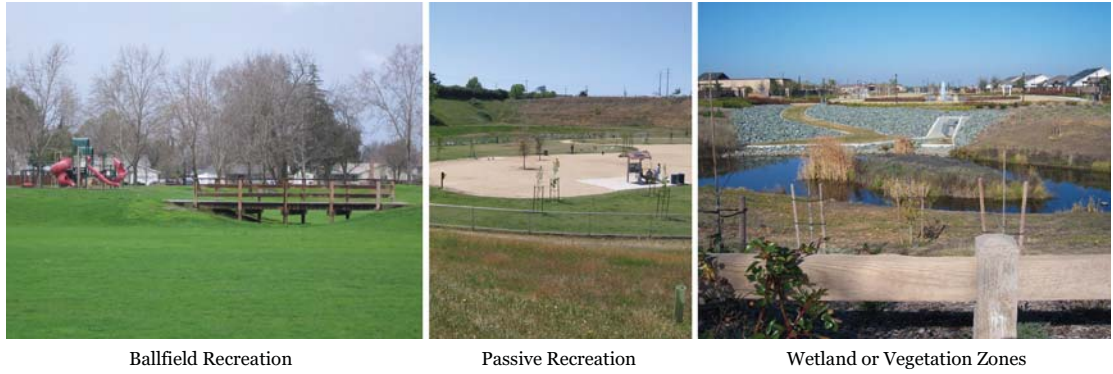 Ballfield Recreation
Passive Recreation
Wetland or Vegetation Zones